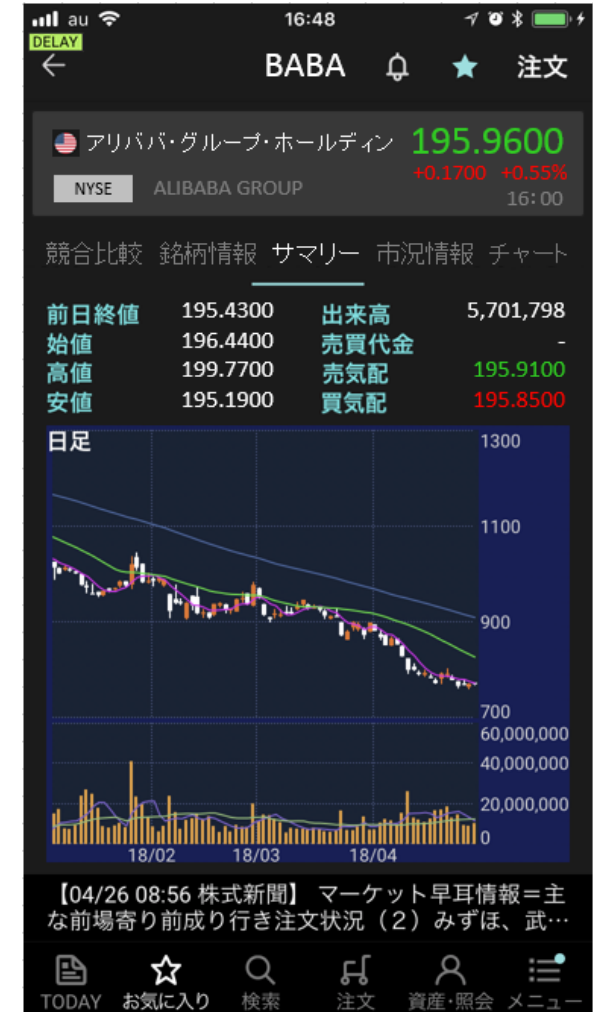 au 16:48
DELAY
BABA 注文
アリババ・グループ・ホールディン 195.9600
+0.1700 +0.55%
NYSE ALIBABA GROUP 16:00
競合比較 銘柄情報 サマリー 市況情報 チャート
前日終値 195.4300 出来高 5,701,798
始値 196.4400 売買代金 -
高値 199.7700 売気配 195.9100
安値 195.1900 買気配 195.8500
日足 1300
1100
900
700
60,000,000
40,000,000
20,000,000
0
18/02 18/03 18/04
【04/26 08:56 株式新聞】 マーケット早耳情報＝主
な前場寄り前成り行き注文状況（２）みずほ、武…
TODAY お気に入り 検索 注文 資産・照会 メニュー